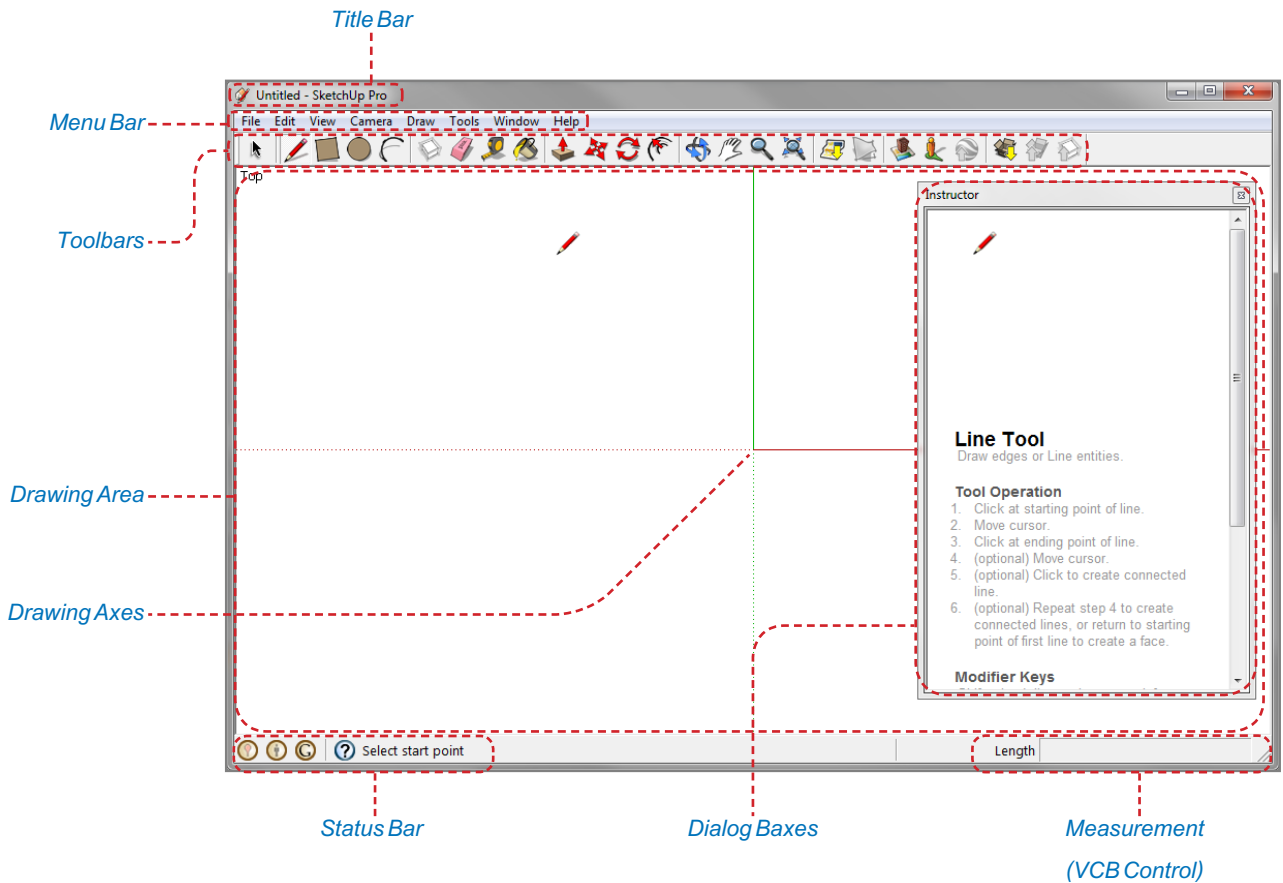 Title Bar
Untitled - SketchUp Pro
Menu Bar
File Edit View Camera Draw Tools Window Help
Top
Toolbars
Instructor
Line Tool
Draw edges or Line entities.
Tool Operation
1. Click at starting point of line.
2. Move cursor.
3. Click at ending point of line.
4. (optional) Move cursor.
5. (optional) Click to create connected
line.
6. (optional) Repeat step 4 to create
connected lines, or return to starting
point of first line to create a face.
Modifier Keys
Drawing Area
Drawing Axes
Select start point
Length
Status Bar
Dialog Baxes
Measurement
(VCB Control)